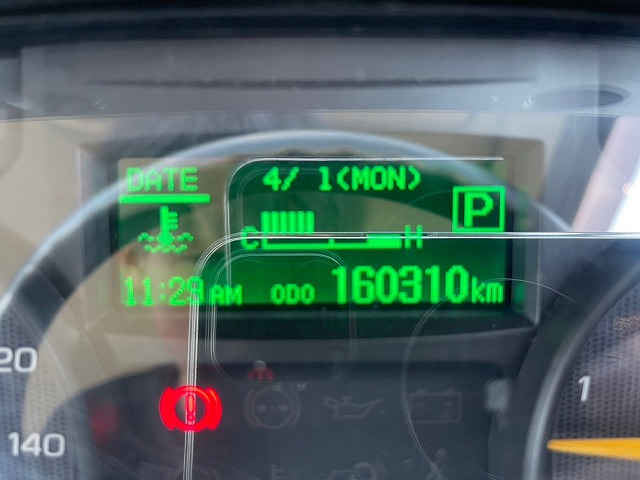 DATE 4/ 1(MON)
P
C H
11:29 AM ODO 160310km
20
1
140